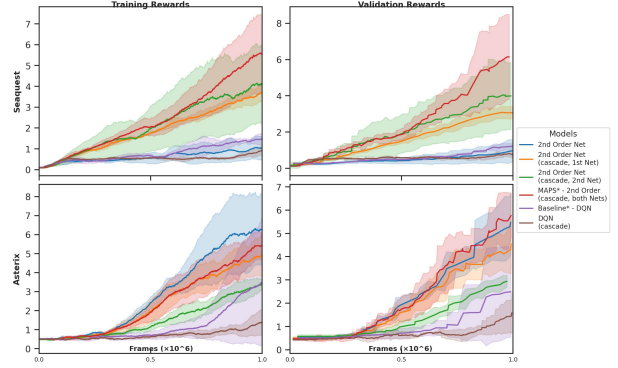 Training Rewards
Validation Rewards
Seaquest
7
6
5
4
3
2
1
0
8
6
4
2
0
Models
2nd Order Net
2nd Order Net
(cascade, 1st Net)
2nd Order Net
(cascade, 2nd Net)
MAPS* - 2nd Order
(cascade, both Nets)
Baseline* - DQN
DQN
(cascade)
Asterix
8
7
6
5
4
3
2
1
0
0.0
0.5
1.0
Frames (×10^6)
7
6
5
4
3
2
1
0
0.0
0.5
1.0
Frames (×10^6)